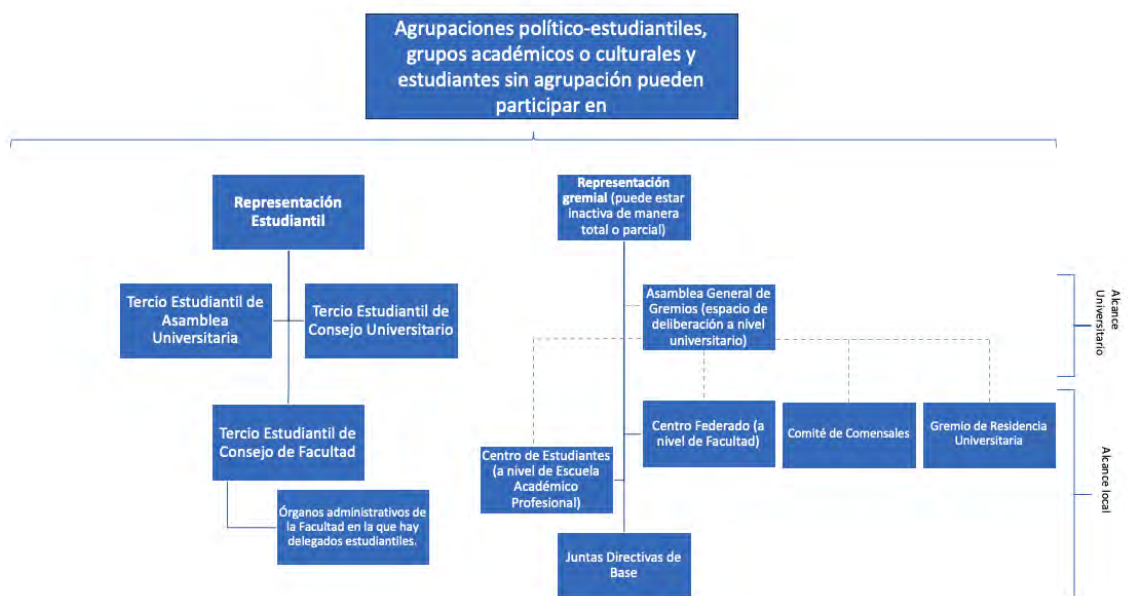 Agrupaciones político-estudiantiles,
grupos académicos o culturales y
estudiantes sin agrupación pueden
participar en
Representación
Estudiantil
Representación
gremial (puede estar
inactiva de manera
total o parcial)
Tercio Estudiantil de
Asamblea
Universitaria
Tercio Estudiantil de
Consejo Universitario
Asamblea General de
Gremios (espacio de
deliberación a nivel
universitario)
Alcance
Universitario
Tercio Estudiantil de
Consejo de Facultad
Centro de Estudiantes
(a nivel de Escuela
Académico
Profesional)
Centro Federado (a
nivel de Facultad)
Comité de Comensales
Gremio de Residencia
Universitaria
Alcance local
Órganos administrativos de
la Facultad en la que hay
delegados estudiantiles.
Juntas Directivas de
Base